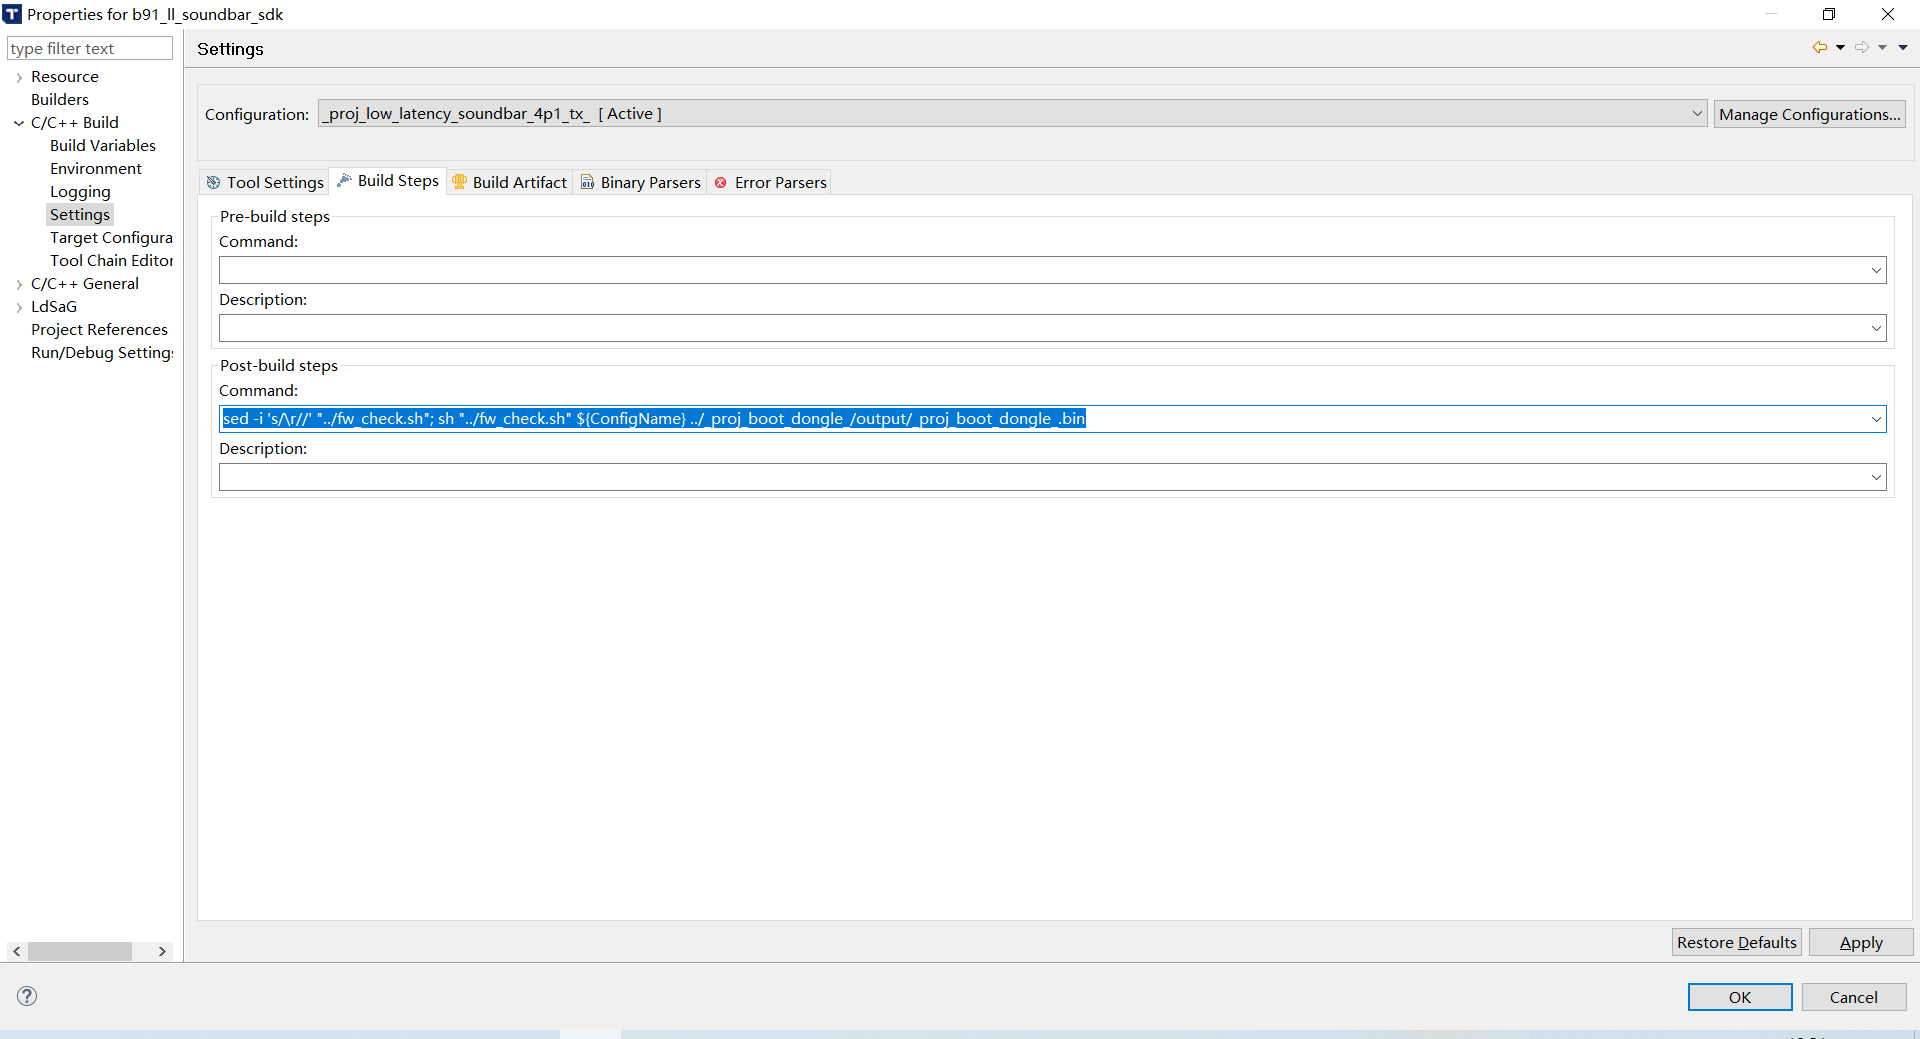 Properties for b91_ll_soundbar_sdk
type filter text
Resource
Builders
C/C++ Build
Build Variables
Environment
Logging
Settings
Target Configura
Tool Chain Editor
C/C++ General
LdSaG
Project References
Run/Debug Settings
Settings
Configuration: _proj_low_latency_soundbar_4p1_tx_ [ Active ] Manage Configurations...
Tool Settings Build Steps Build Artifact Binary Parsers Error Parsers
Pre-build steps
Command:
Description:
Post-build steps
Command:
sed -i 's/\r//' "../fw_check.sh"; sh "../fw_check.sh" ${ConfigName} ../_proj_boot_dongle_/output/_proj_boot_dongle_.bin
Description:
Restore Defaults Apply
OK Cancel